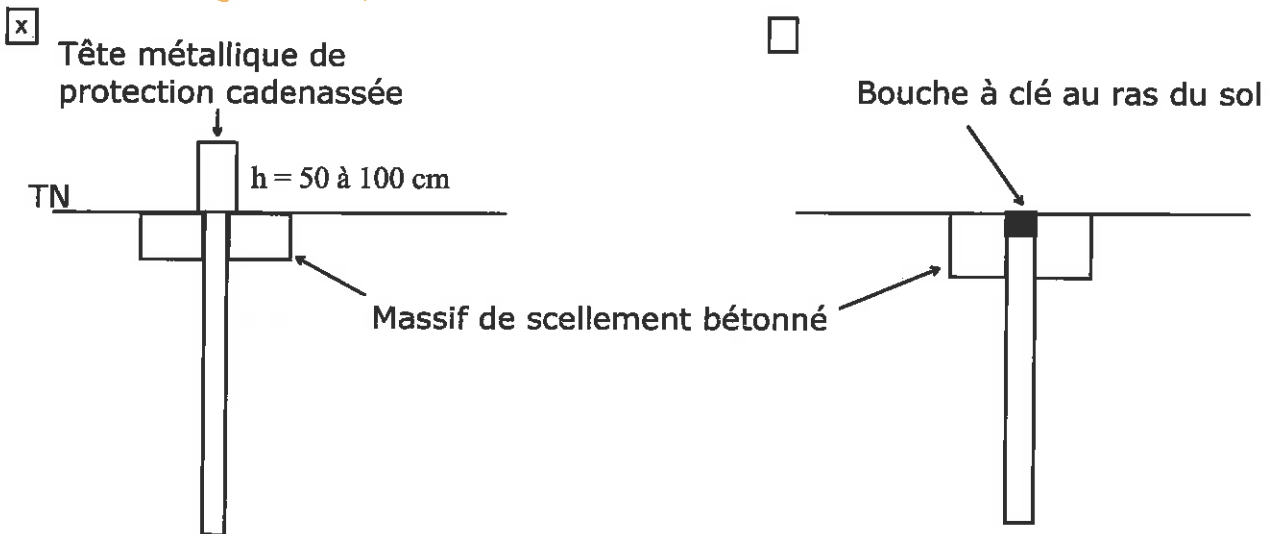 x
Tête métallique de
protection cadenassée
Bouche à clé au ras du sol
h = 50 à 100 cm
TN
Massif de scellement bétonné